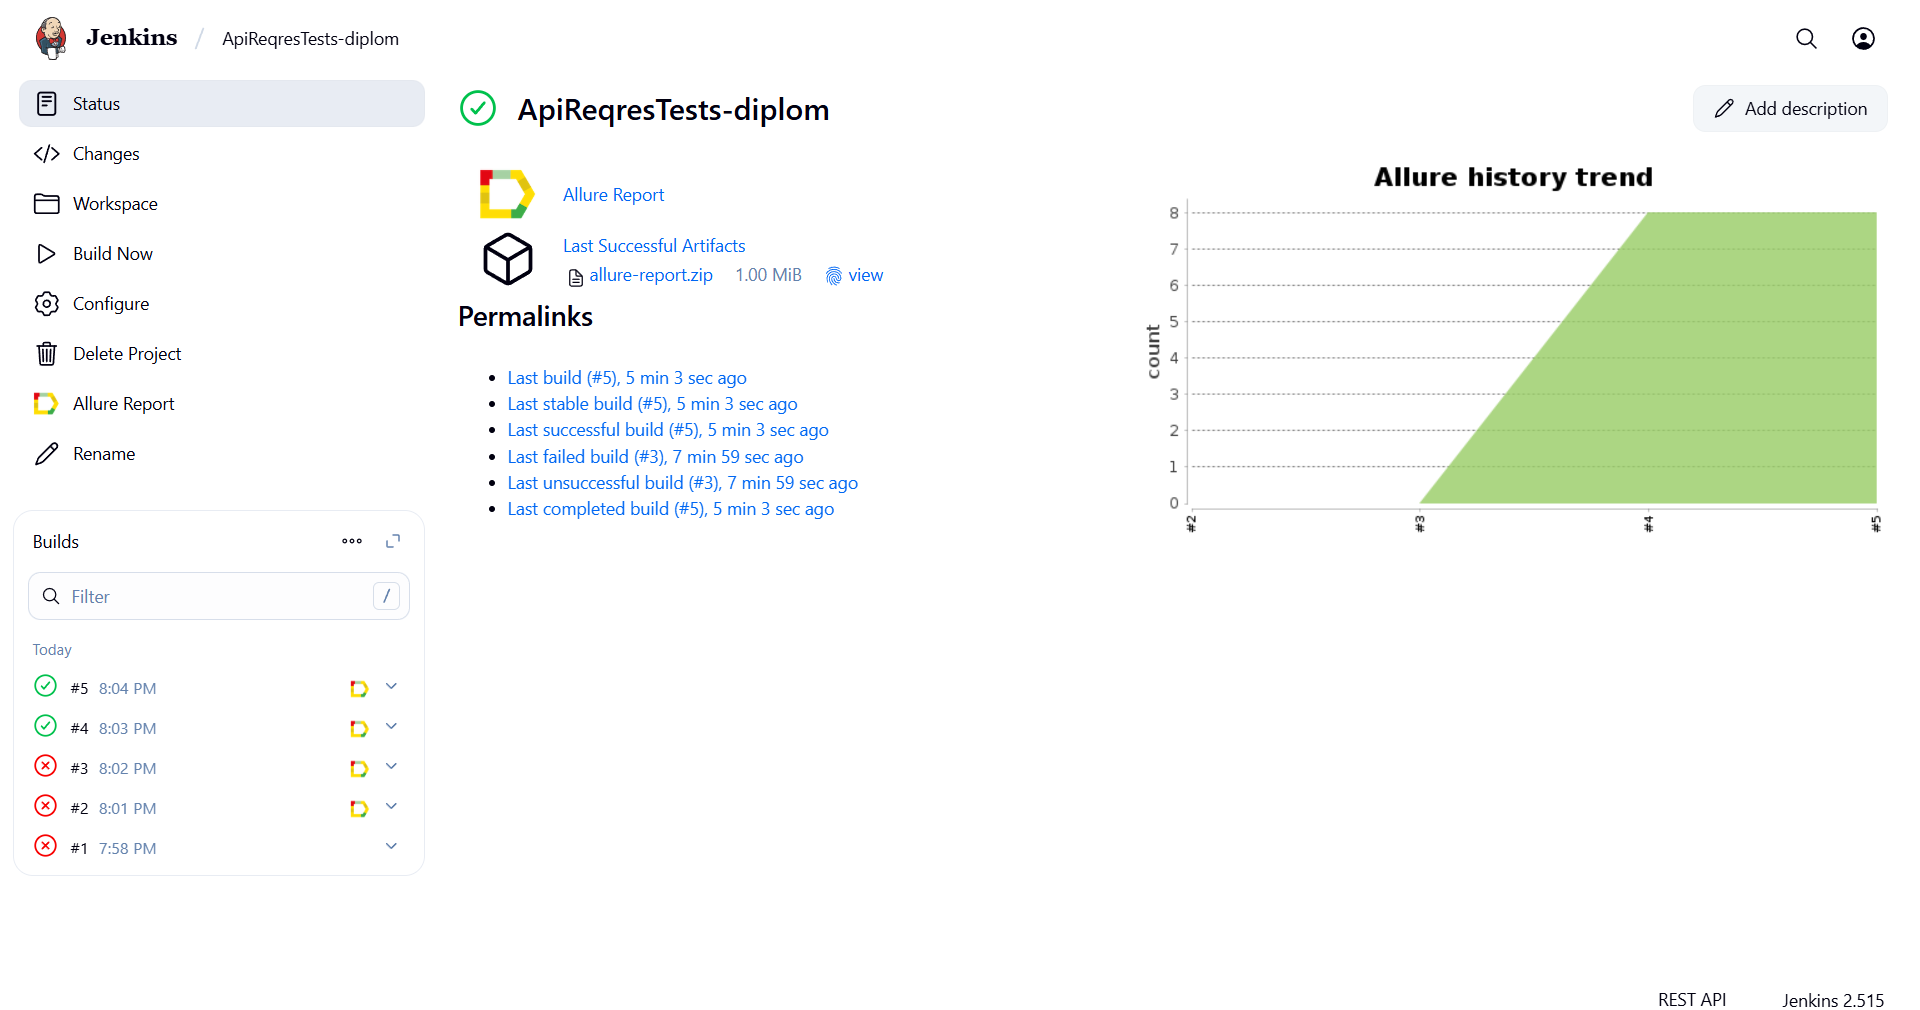 Jenkins / ApiReqresTests-diplom
Status
Changes
Workspace
Build Now
Configure
Delete Project
Allure Report
Rename
Builds
Filter /
Today
#5 8:04 PM
#4 8:03 PM
#3 8:02 PM
#2 8:01 PM
#1 7:58 PM
ApiReqresTests-diplom
Add description
Allure Report
Last Successful Artifacts
allure-report.zip 1.00 MiB view
Permalinks
Last build (#5), 5 min 3 sec ago
Last stable build (#5), 5 min 3 sec ago
Last successful build (#5), 5 min 3 sec ago
Last failed build (#3), 7 min 59 sec ago
Last unsuccessful build (#3), 7 min 59 sec ago
Last completed build (#5), 5 min 3 sec ago
Allure history trend
count
8
7
6
5
4
3
2
1
0
#2 #3 #4 #5
REST API Jenkins 2.515